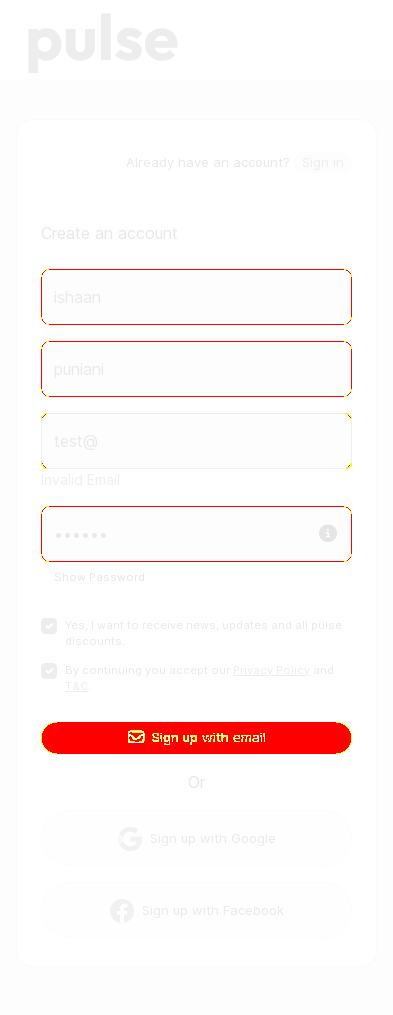 pulse
Already have an account? Sign in
Create an account
ishaan
puniani
test@
Invalid Email
Show Password
Yes, I want to receive news, updates and all pulse
discounts.
By continuing you accept our Privacy Policy and
T&C.
Sign up with email
Or
Sign up with Google
Sign up with Facebook